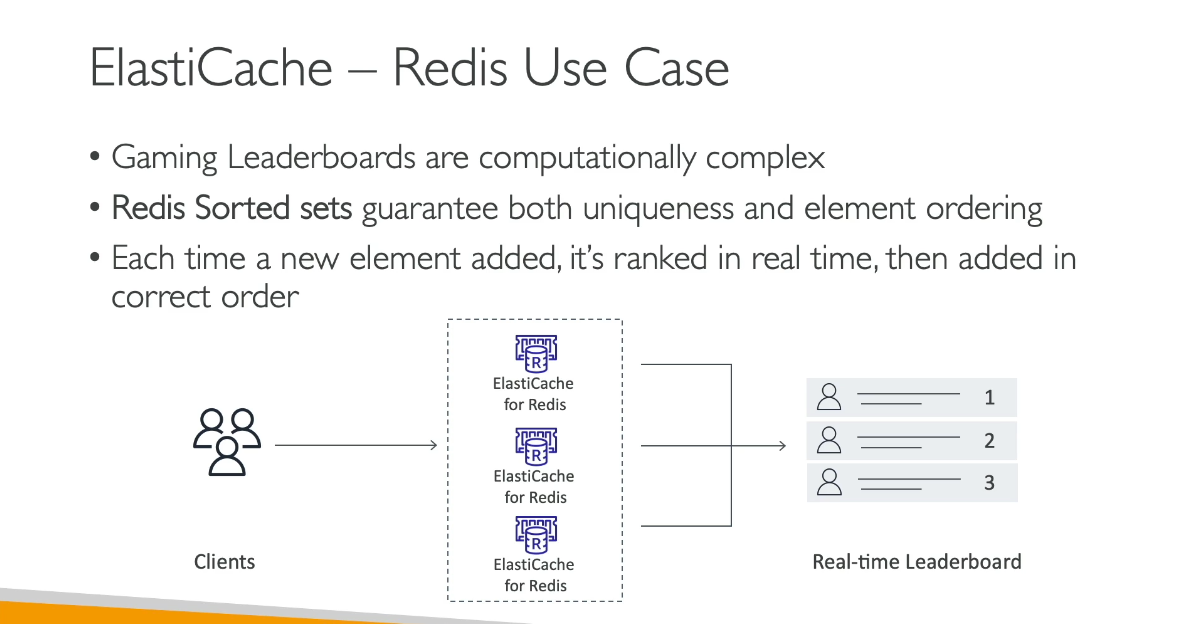 ElastiCache – Redis Use Case
• Gaming Leaderboards are computationally complex
• Redis Sorted sets guarantee both uniqueness and element ordering
• Each time a new element added, it's ranked in real time, then added in
correct order
R
ElastiCache
for Redis
R
ElastiCache
for Redis
R
ElastiCache
for Redis
Clients
1
2
3
Real-time Leaderboard